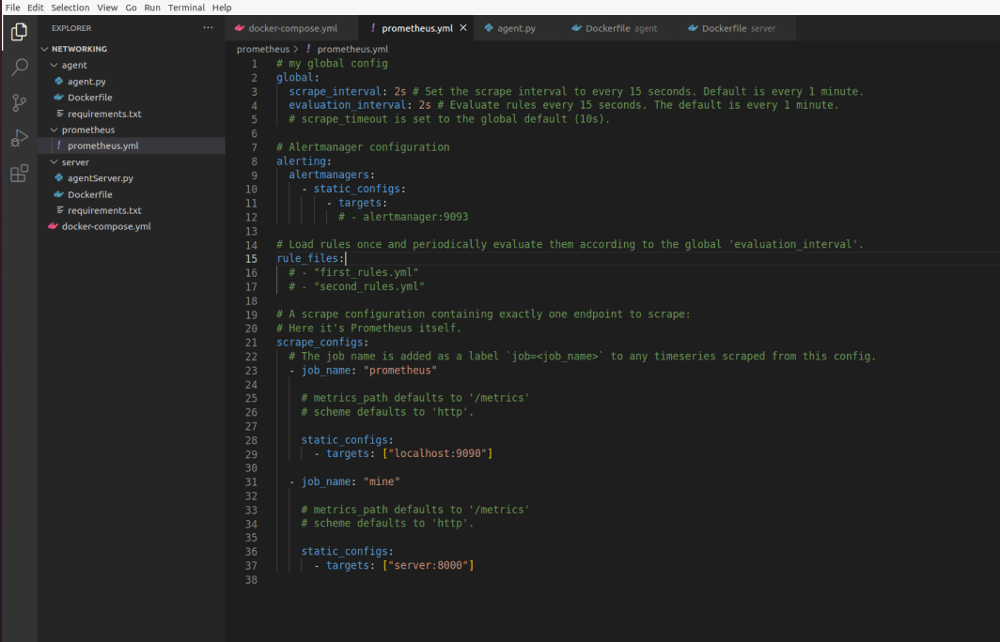 File Edit Selection View Go Run Terminal Help
EXPLORER ...
NETWORKING
agent
agent.py
Dockerfile
requirements.txt
prometheus
! prometheus.yml
server
agentServer.py
Dockerfile
requirements.txt
docker-compose.yml
docker-compose.yml ! prometheus.yml × agent.py Dockerfile agent Dockerfile server
prometheus > ! prometheus.yml
1 # my global config
2 global:
3 scrape_interval: 2s # Set the scrape interval to every 15 seconds. Default is every 1 minute.
4 evaluation_interval: 2s # Evaluate rules every 15 seconds. The default is every 1 minute.
5 # scrape_timeout is set to the global default (10s).
6
7 # Alertmanager configuration
8 alerting:
9 alertmanagers:
10 - static_configs:
11 - targets:
12 # - alertmanager:9093
13
14 # Load rules once and periodically evaluate them according to the global 'evaluation_interval'.
15 rule_files:
16 # - "first_rules.yml"
17 # - "second_rules.yml"
18
19 # A scrape configuration containing exactly one endpoint to scrape:
20 # Here it's Prometheus itself.
21 scrape_configs:
22 # The job name is added as a label `job=<job_name>` to any timeseries scraped from this config.
23 - job_name: "prometheus"
24
25 # metrics_path defaults to '/metrics'
26 # scheme defaults to 'http'.
27
28 static_configs:
29 - targets: ["localhost:9090"]
30
31 - job_name: "mine"
32
33 # metrics_path defaults to '/metrics'
34 # scheme defaults to 'http'.
35
36 static_configs:
37 - targets: ["server:8000"]
38